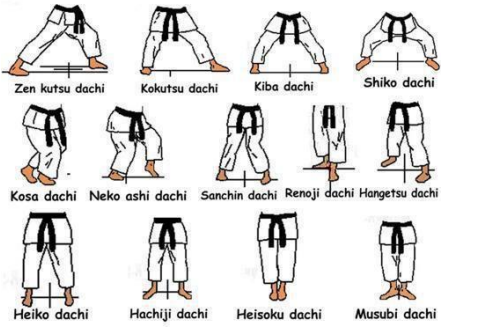 Zen kutsu dachi
Kokutsu dachi
Kiba dachi
Shiko dachi
Kosa dachi
Neko ashi dachi
Sanchin dachi
Renoji dachi
Hangetsu dachi
Heiko dachi
Hachiji dachi
Heisoku dachi
Musubi dachi